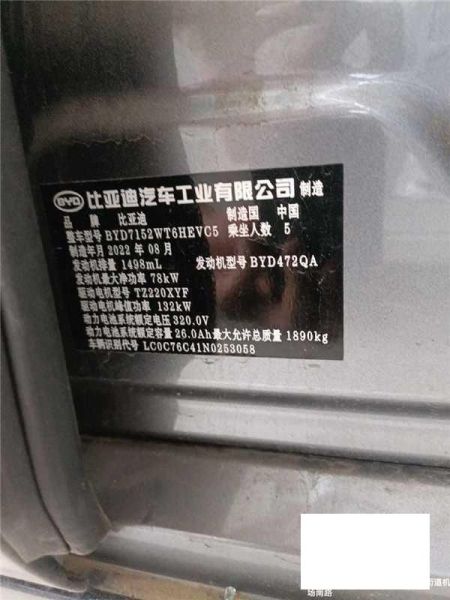 BYD 比亚迪汽车工业有限公司 制造
品 牌 比亚迪 制造国 中国
整车型号 BYD7152WT6HEVC5 乘坐人数 5
制造年月 2022 年 08 月
发动机排量 1498mL 发动机型号 BYD472QA
发动机最大净功率 78kW
驱动电机型号 TZ220XYF
驱动电机峰值功率 132kW
动力电池系统额定电压 320.0V
动力电池系统额定容量 26.0Ah 最大允许总质量 1890kg
车辆识别代号 LC0C76C41N0253058
街道机
场南路